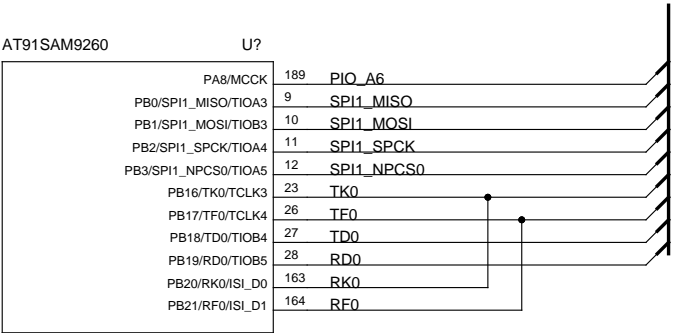 AT91SAM9260 U?
PA8/MCCK 189 PIO_A6
PB0/SPI1_MISO/TIOA3 9 SPI1_MISO
PB1/SPI1_MOSI/TIOB3 10 SPI1_MOSI
PB2/SPI1_SPCK/TIOA4 11 SPI1_SPCK
PB3/SPI1_NPCS0/TIOA5 12 SPI1_NPCS0
PB16/TK0/TCLK3 23 TK0
PB17/TF0/TCLK4 26 TF0
PB18/TD0/TIOB4 27 TD0
PB19/RD0/TIOB5 28 RD0
PB20/RK0/ISI_D0 163 RK0
PB21/RF0/ISI_D1 164 RF0